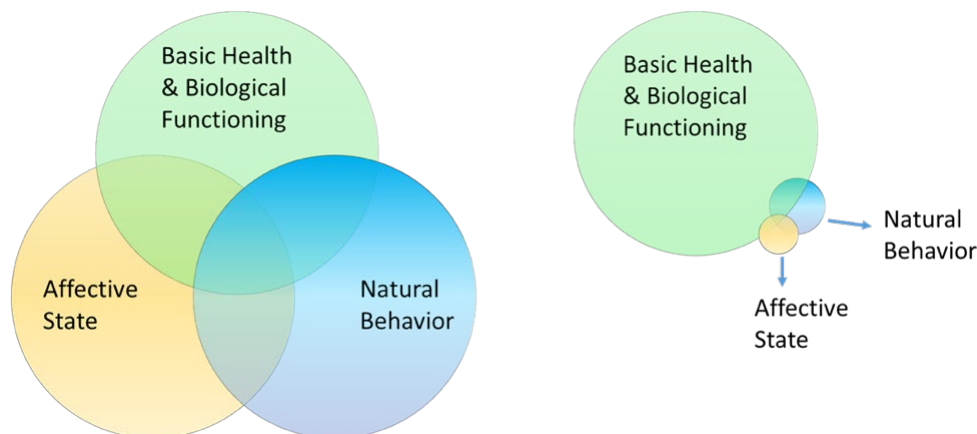 Basic Health
& Biological
Functioning
Affective
State
Natural
Behavior
Basic Health
& Biological
Functioning
Natural
Behavior
Affective
State